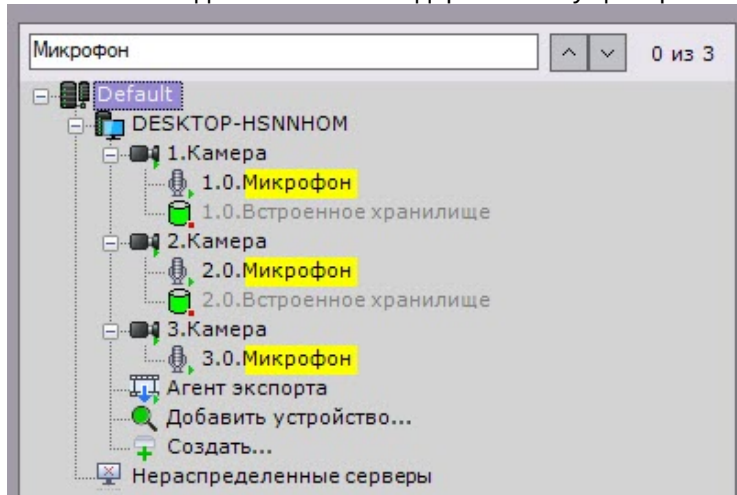 Микрофон
0 из 3
Default
DESKTOP-HSNNHOM
1.Камера
1.0.Микрофон
1.0.Встроенное хранилище
2.Камера
2.0.Микрофон
2.0.Встроенное хранилище
3.Камера
3.0.Микрофон
Агент экспорта
Добавить устройство...
Создать...
Нераспределенные серверы